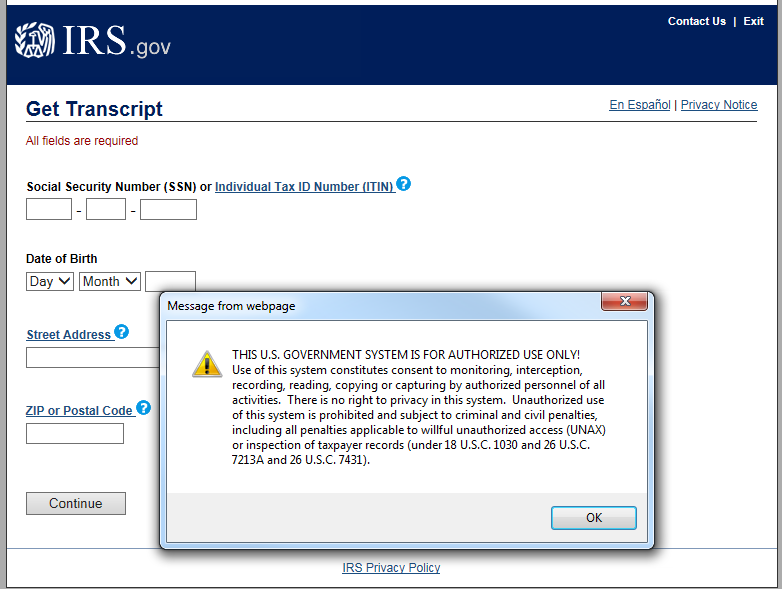 Contact Us | Exit
IRS.gov
Get Transcript
En Español | Privacy Notice
All fields are required
Social Security Number (SSN) or Individual Tax ID Number (ITIN) ?
- -
Date of Birth
Day Month
Message from webpage
Street Address ?
THIS U.S. GOVERNMENT SYSTEM IS FOR AUTHORIZED USE ONLY!
Use of this system constitutes consent to monitoring, interception,
recording, reading, copying or capturing by authorized personnel of all
activities. There is no right to privacy in this system. Unauthorized use
of this system is prohibited and subject to criminal and civil penalties,
including all penalties applicable to willful unauthorized access (UNAX)
or inspection of taxpayer records (under 18 U.S.C. 1030 and 26 U.S.C.
7213A and 26 U.S.C. 7431).
ZIP or Postal Code ?
Continue
OK
IRS Privacy Policy